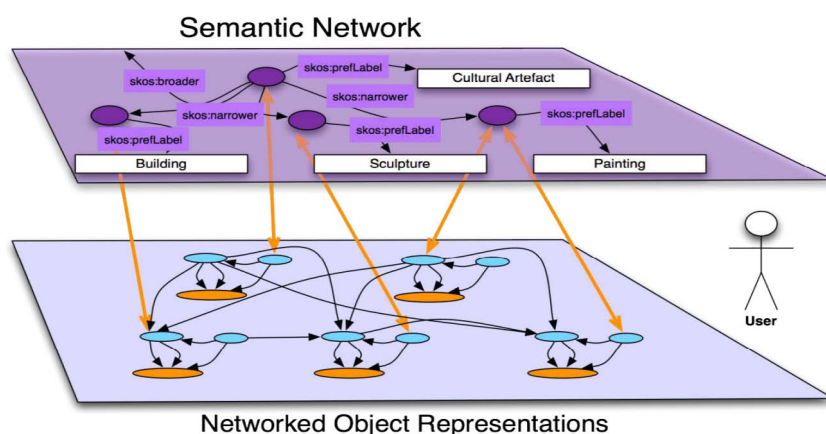 Semantic Network
skos:prefLabel
skos:broader
Cultural Artefact
skos:narrower
skos:narrower
skos:prefLabel
skos:prefLabel
skos:prefLabel
Building
Sculpture
Painting
User
Networked Object Representations